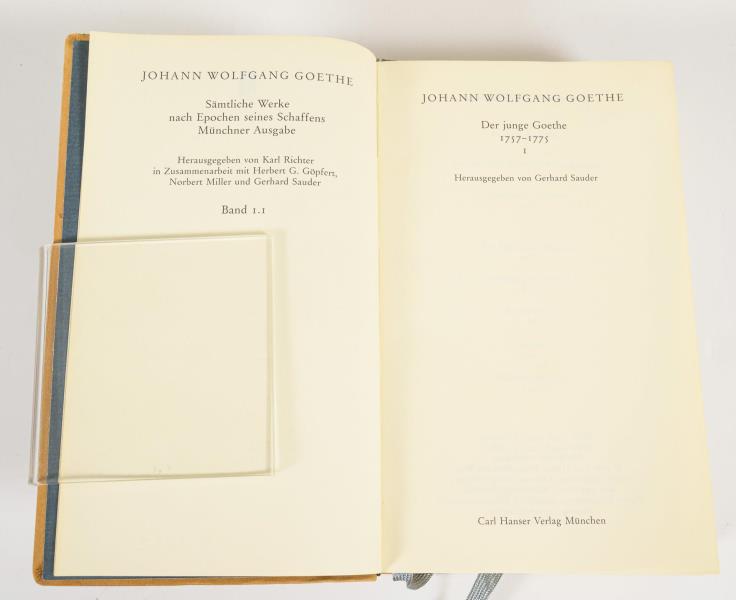 JOHANN WOLFGANG GOETHE
Sämtliche Werke
nach Epochen seines Schaffens
Münchner Ausgabe
Herausgegeben von Karl Richter
in Zusammenarbeit mit Herbert G. Göpfert,
Norbert Miller und Gerhard Sauder
Band 1.1
JOHANN WOLFGANG GOETHE
Der junge Goethe
1757–1775
1
Herausgegeben von Gerhard Sauder
Carl Hanser Verlag München